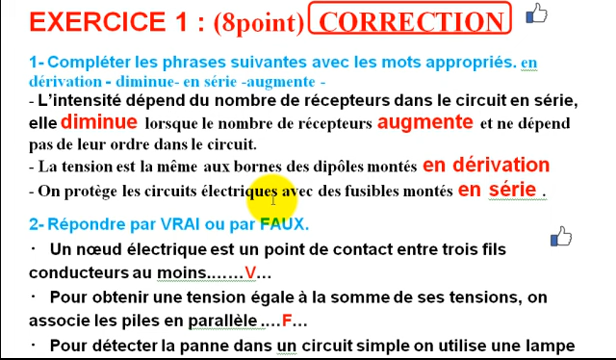 EXERCICE 1 : (8point) CORRECTION
1- Compléter les phrases suivantes avec les mots appropriés. en
dérivation - diminue- en série -augmente -
- L'intensité dépend du nombre de récepteurs dans le circuit en série,
elle diminue lorsque le nombre de récepteurs augmente et ne dépend
pas de leur ordre dans le circuit.
- La tension est la même aux bornes des dipôles montés en dérivation
- On protège les circuits électriques avec des fusibles montés en série .
2- Répondre par VRAI ou par FAUX.
· Un nœud électrique est un point de contact entre trois fils
conducteurs au moins.......V...
· Pour obtenir une tension égale à la somme de ses tensions, on
associe les piles en parallèle ....F...
· Pour détecter la panne dans un circuit simple on utilise une lampe